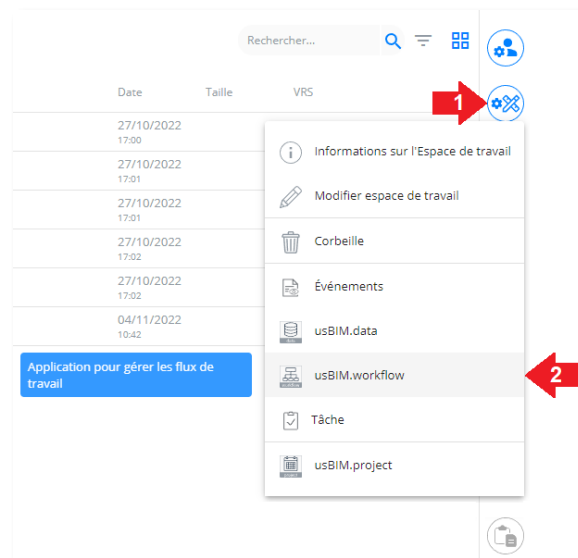 Rechercher...
Date Taille VRS
1
27/10/2022
17:00
27/10/2022
17:01
27/10/2022
17:01
27/10/2022
17:02
27/10/2022
17:02
04/11/2022
10:42
Informations sur l'Espace de travail
Modifier espace de travail
Corbeille
Événements
usBIM.data
usBIM.workflow
2
Tâche
usBIM.project
Application pour gérer les flux de
travail